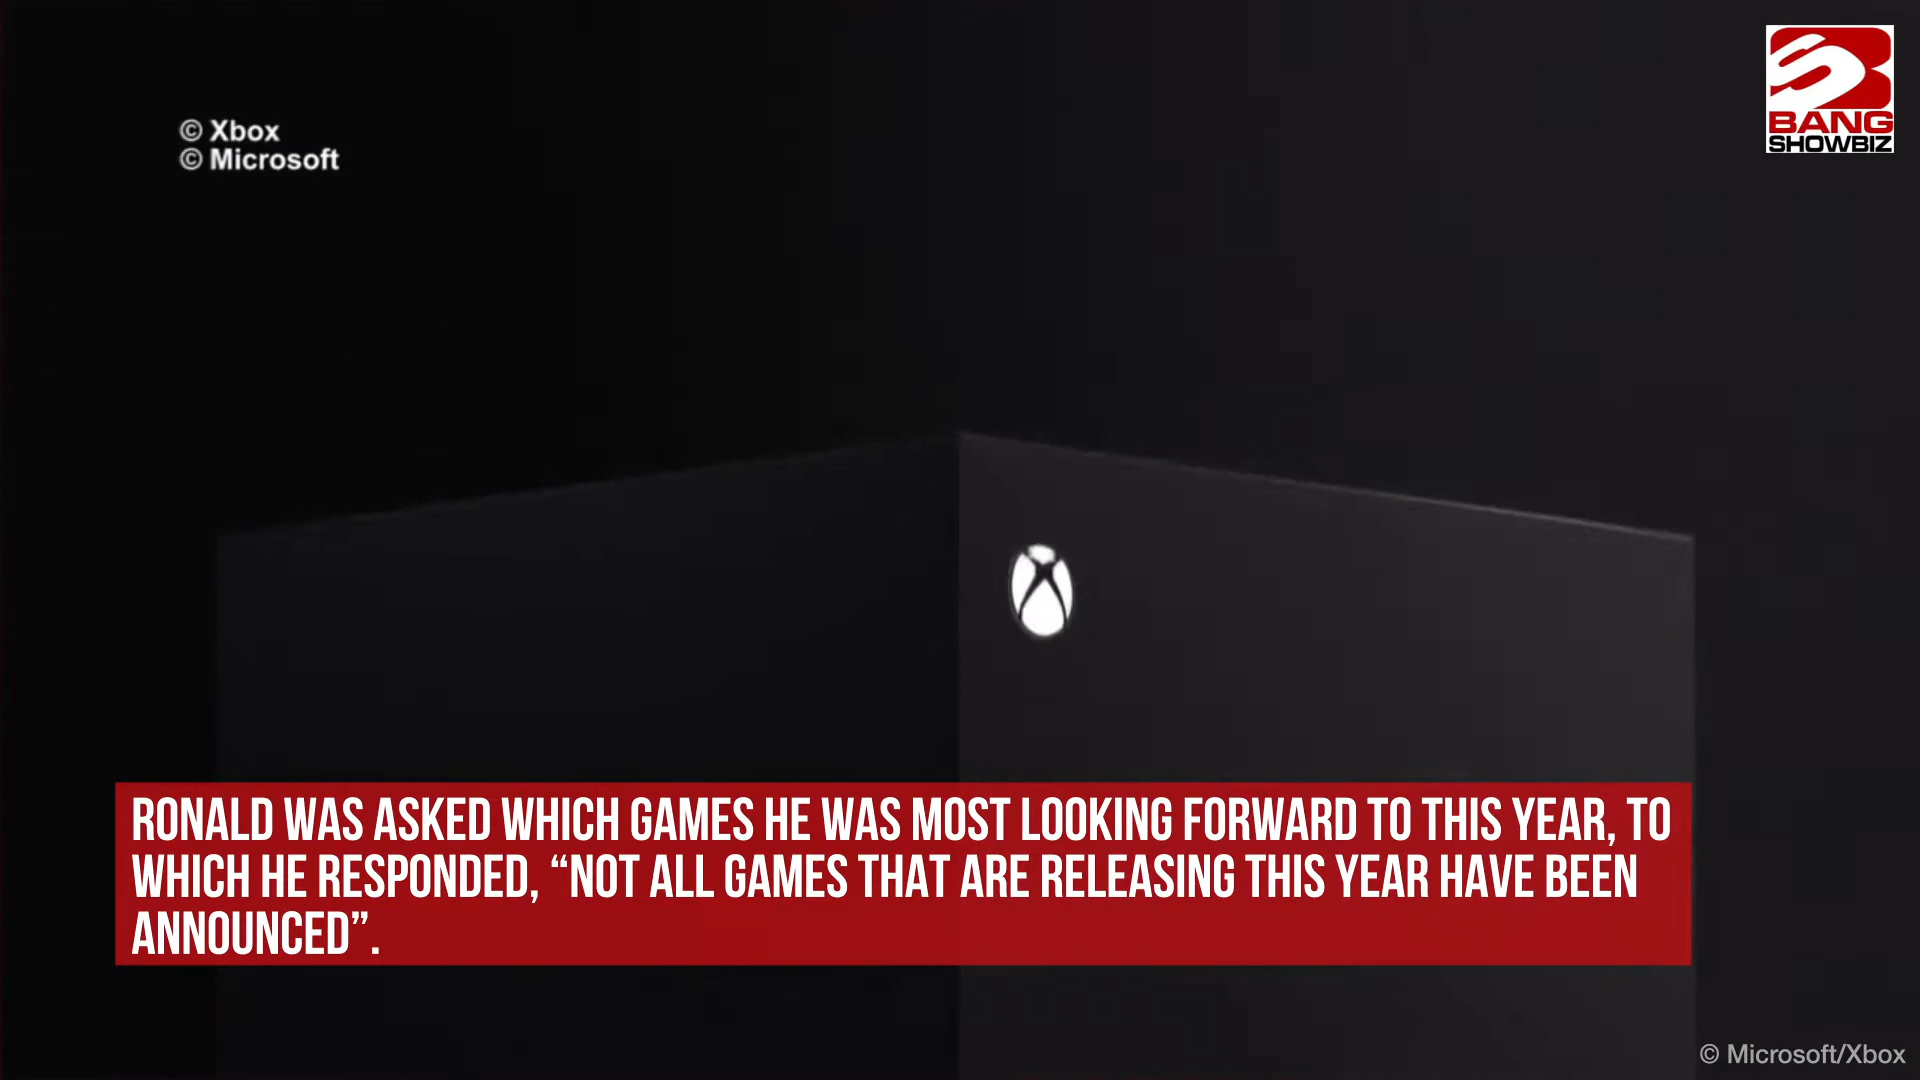 © Xbox
© Microsoft
BANG
SHOWBIZ
RONALD WAS ASKED WHICH GAMES HE WAS MOST LOOKING FORWARD TO THIS YEAR, TO
WHICH HE RESPONDED, “NOT ALL GAMES THAT ARE RELEASING THIS YEAR HAVE BEEN
ANNOUNCED”.
© Microsoft/Xbox